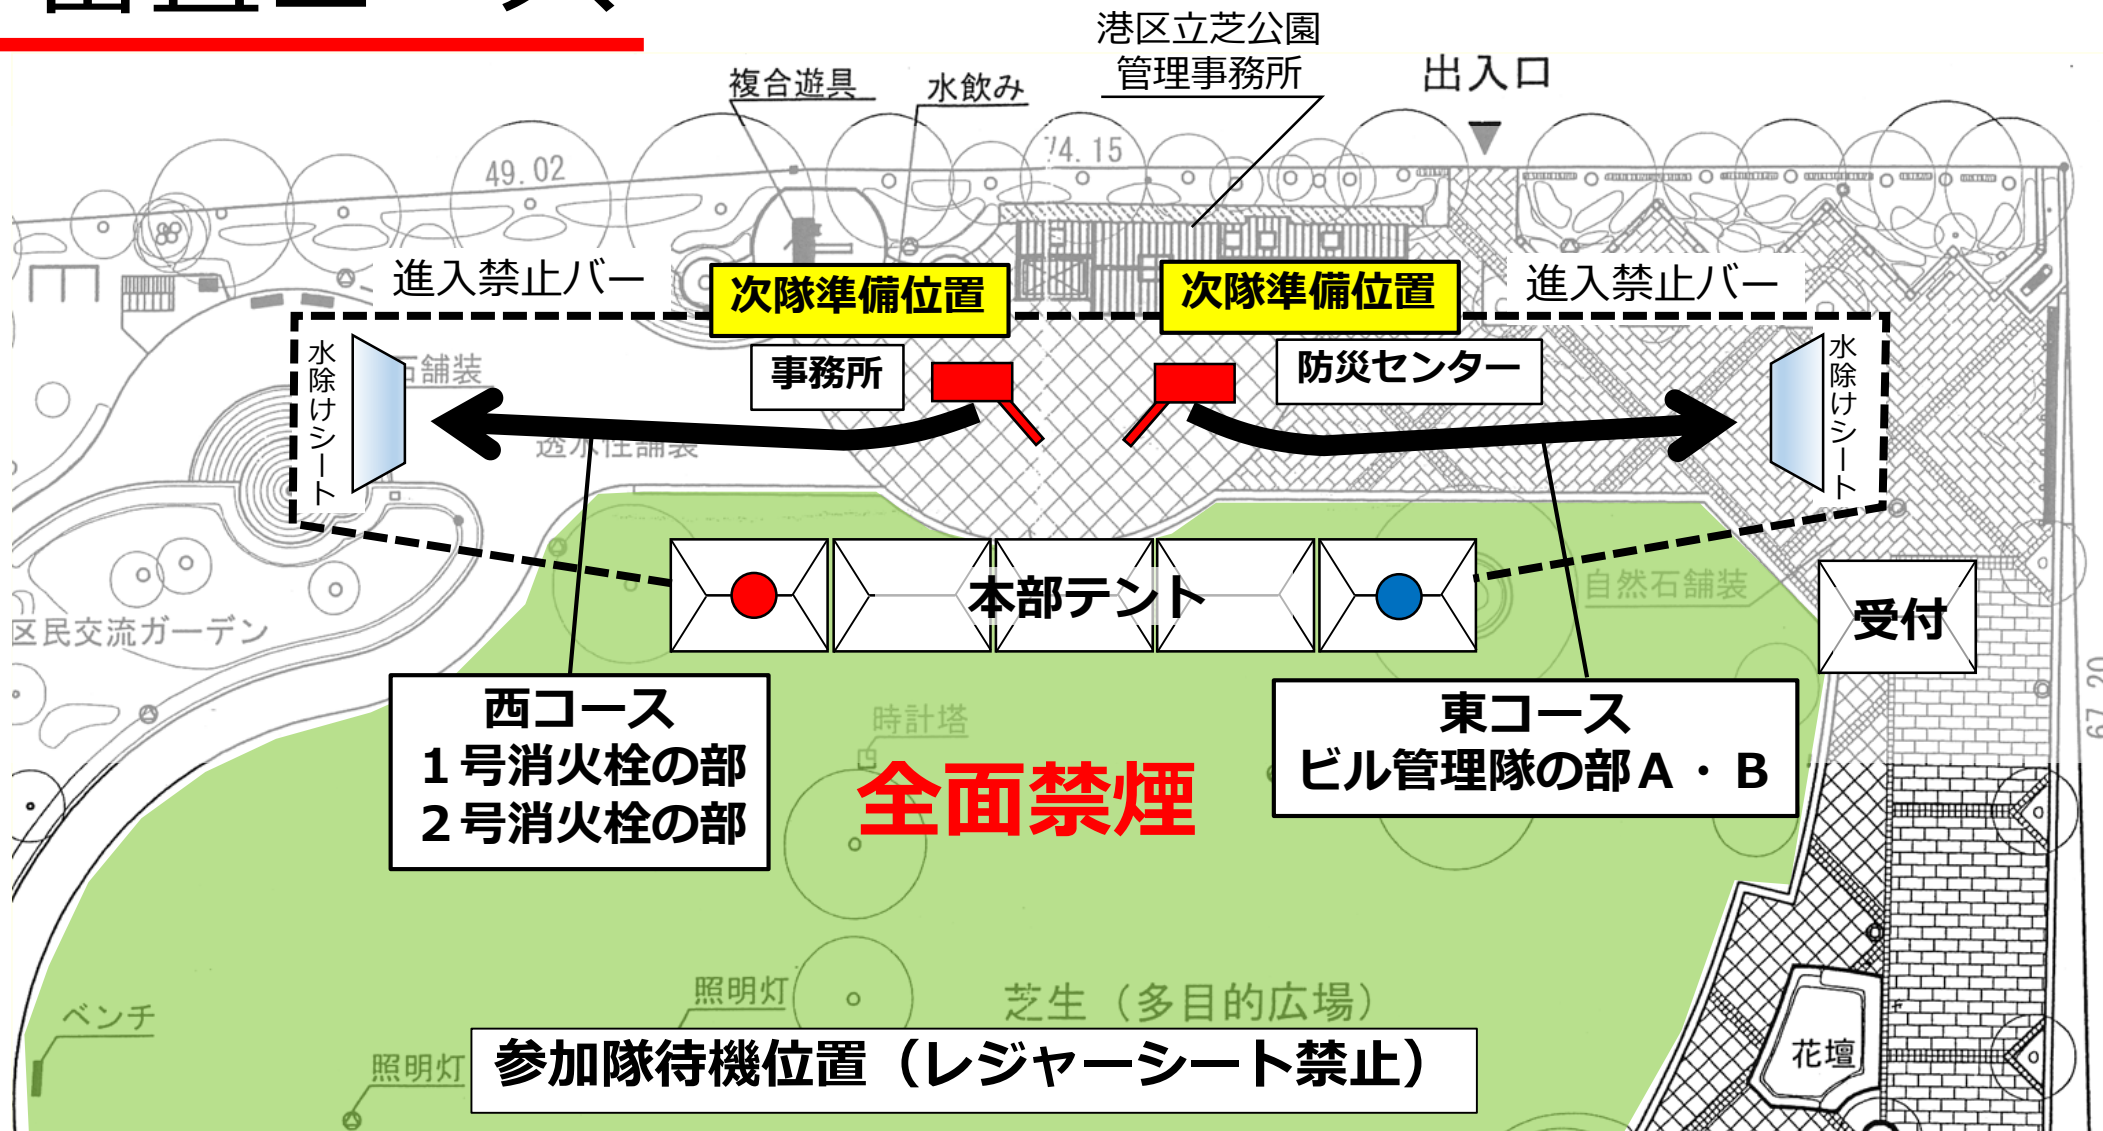 港区立芝公園
管理事務所
出入口
複合遊具
水飲み
49.02
74.15
進入禁止バー
次隊準備位置
次隊準備位置
進入禁止バー
水除けシート
石舗装
事務所
防災センター
水除けシート
透水性舗装
本部テント
自然石舗装
受付
区民交流ガーデン
西コース
1号消火栓の部
2号消火栓の部
時計塔
全面禁煙
東コース
ビル管理隊の部A・B
67.20
照明灯
芝生（多目的広場）
ベンチ
照明灯
参加隊待機位置（レジャーシート禁止）
花壇